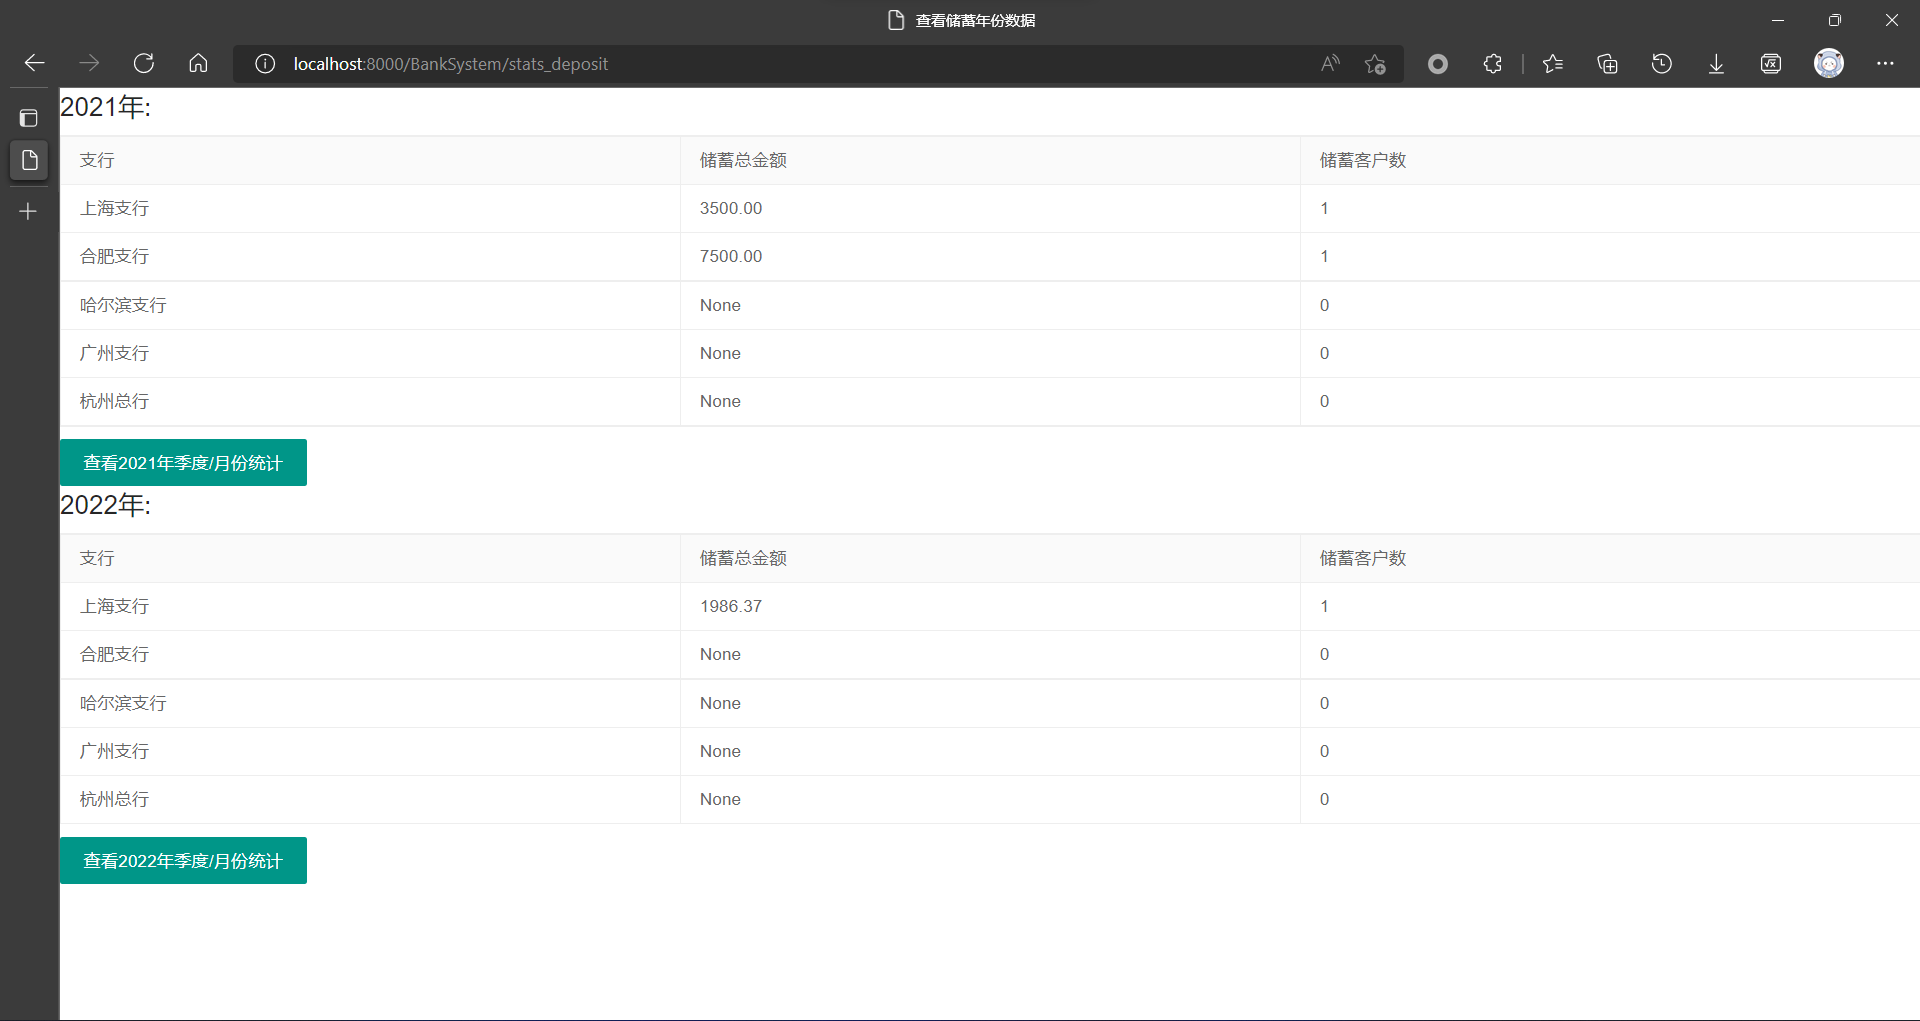 查看储蓄年份数据
localhost:8000/BankSystem/stats_deposit
2021年:
支行 储蓄总金额 储蓄客户数
上海支行 3500.00 1
合肥支行 7500.00 1
哈尔滨支行 None 0
广州支行 None 0
杭州总行 None 0
查看2021年季度/月份统计
2022年:
支行 储蓄总金额 储蓄客户数
上海支行 1986.37 1
合肥支行 None 0
哈尔滨支行 None 0
广州支行 None 0
杭州总行 None 0
查看2022年季度/月份统计